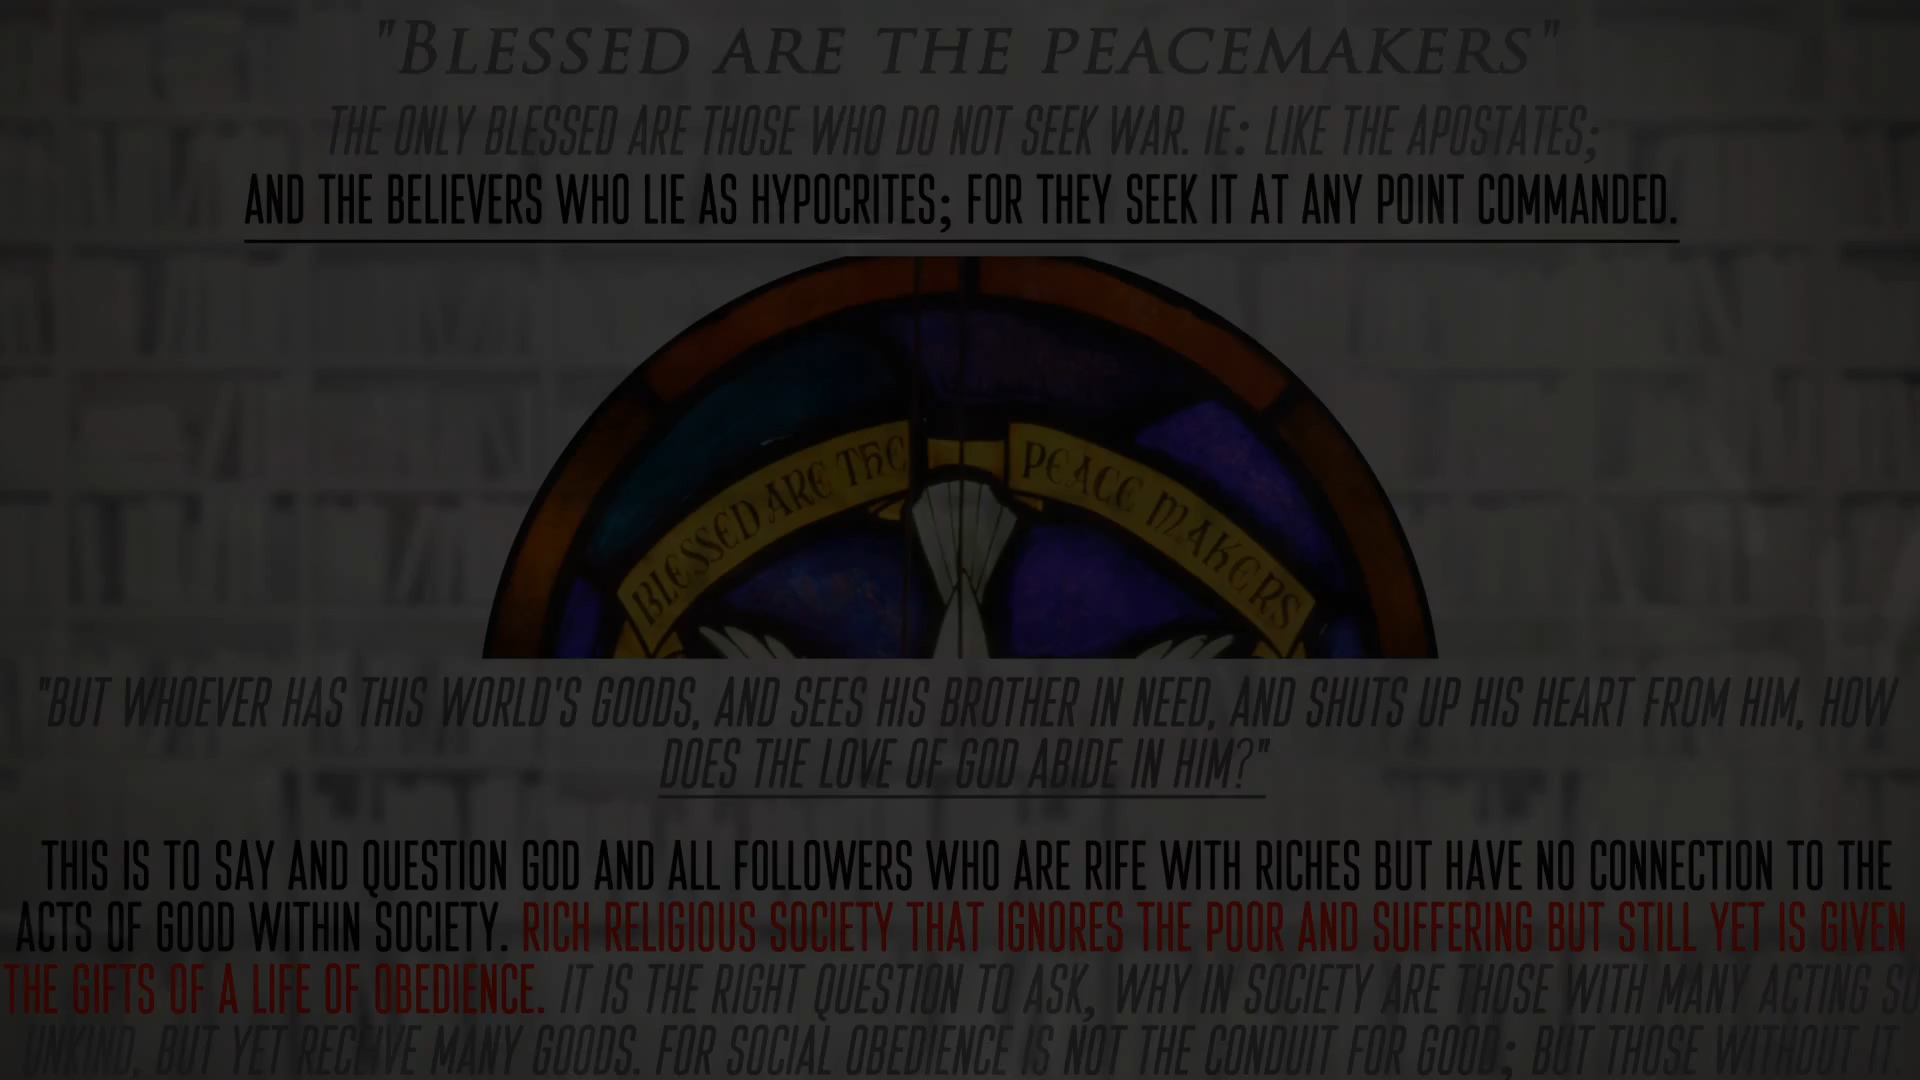 "BLESSED ARE THE PEACEMAKERS"
THE ONLY BLESSED ARE THOSE WHO DO NOT SEEK WAR. IE: LIKE THE APOSTATES;
AND THE BELIEVERS WHO LIE AS HYPOCRITES; FOR THEY SEEK IT AT ANY POINT COMMANDED.
BLESSED ARE THE PEACE MAKERS
"BUT WHOEVER HAS THIS WORLD'S GOODS, AND SEES HIS BROTHER IN NEED, AND SHUTS UP HIS HEART FROM HIM, HOW
DOES THE LOVE OF GOD ABIDE IN HIM?"
THIS IS TO SAY AND QUESTION GOD AND ALL FOLLOWERS WHO ARE RIFE WITH RICHES BUT HAVE NO CONNECTION TO THE
ACTS OF GOOD WITHIN SOCIETY. RICH RELIGIOUS SOCIETY THAT IGNORES THE POOR AND SUFFERING BUT STILL YET IS GIVEN
THE GIFTS OF A LIFE OF OBEDIENCE. IT IS THE RIGHT QUESTION TO ASK, WHY IN SOCIETY ARE THOSE WITH MANY ACTING SO
UNKIND, BUT YET RECEIVE MANY GOODS. FOR SOCIAL OBEDIENCE IS NOT THE CONDUIT FOR GOOD; BUT THOSE WITHOUT IT.